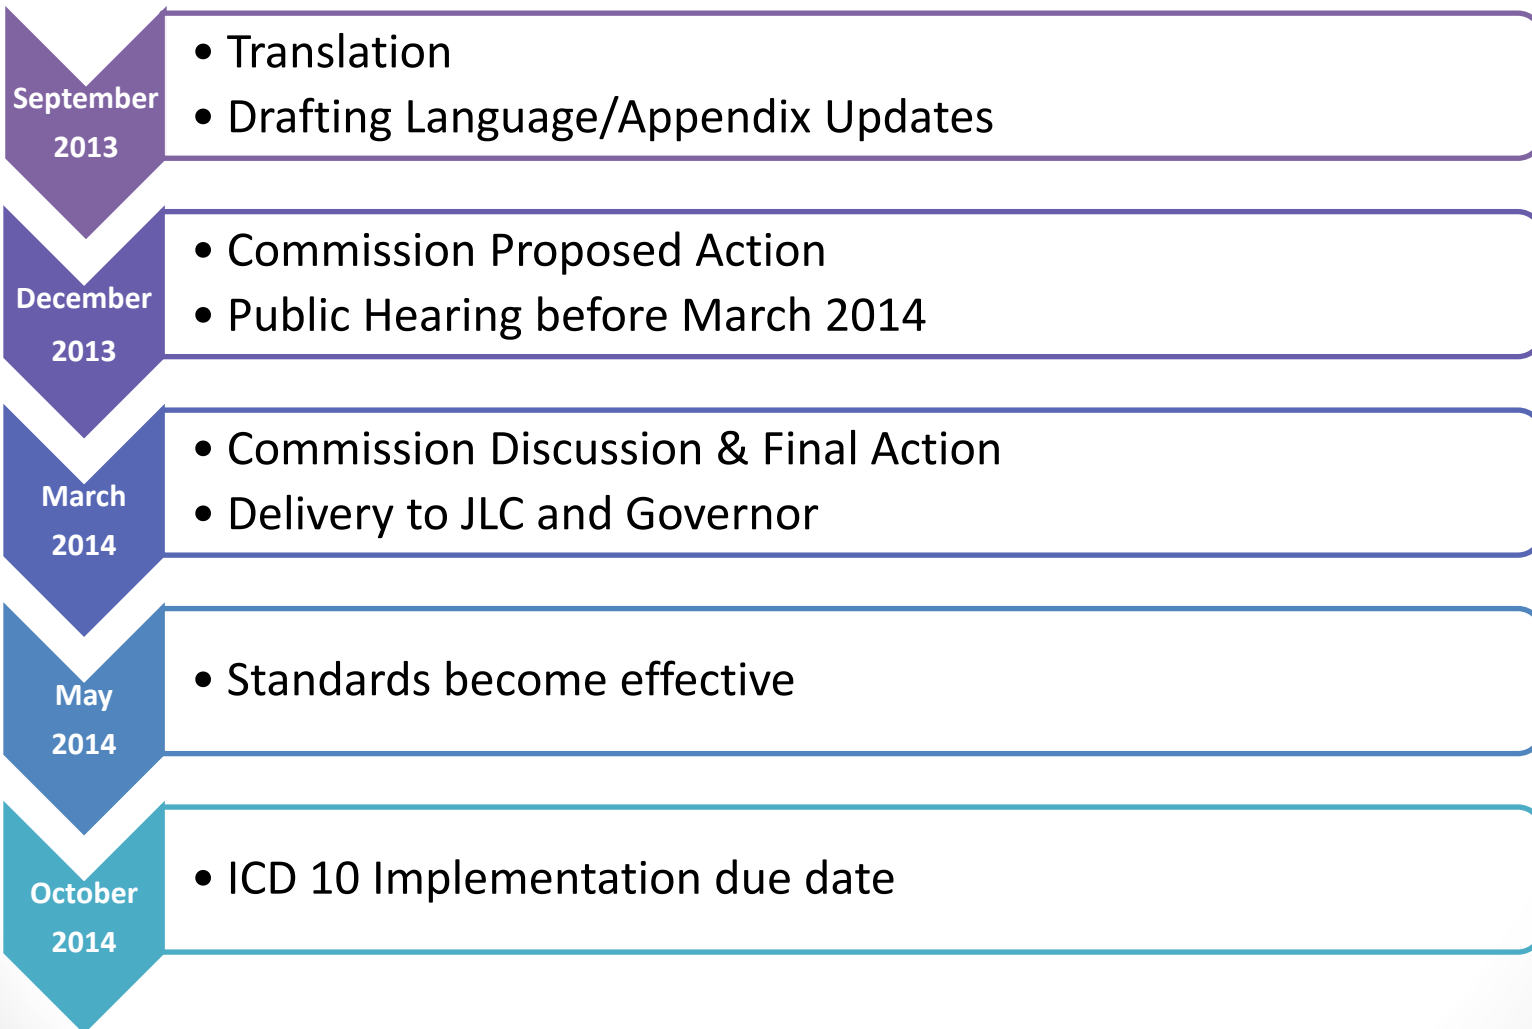 September
2013
• Translation
• Drafting Language/Appendix Updates
December
2013
• Commission Proposed Action
• Public Hearing before March 2014
March
2014
• Commission Discussion & Final Action
• Delivery to JLC and Governor
May
2014
• Standards become effective
October
2014
• ICD 10 Implementation due date